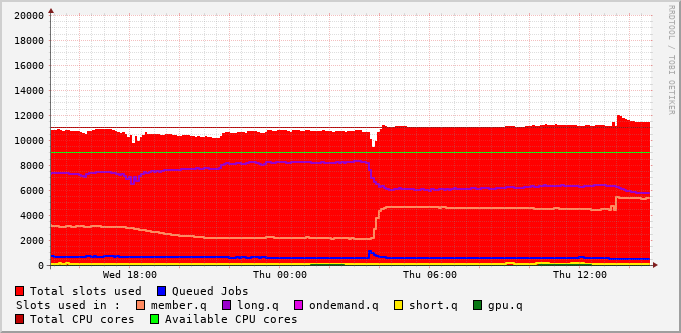 20000
18000
16000
14000
12000
10000
8000
6000
4000
2000
0
Wed 18:00 Thu 00:00 Thu 06:00 Thu 12:00
RRDTOOL / TOBI OETIKER
Total slots used Queued Jobs
Slots used in : member.q long.q ondemand.q short.q gpu.q
Total CPU cores Available CPU cores